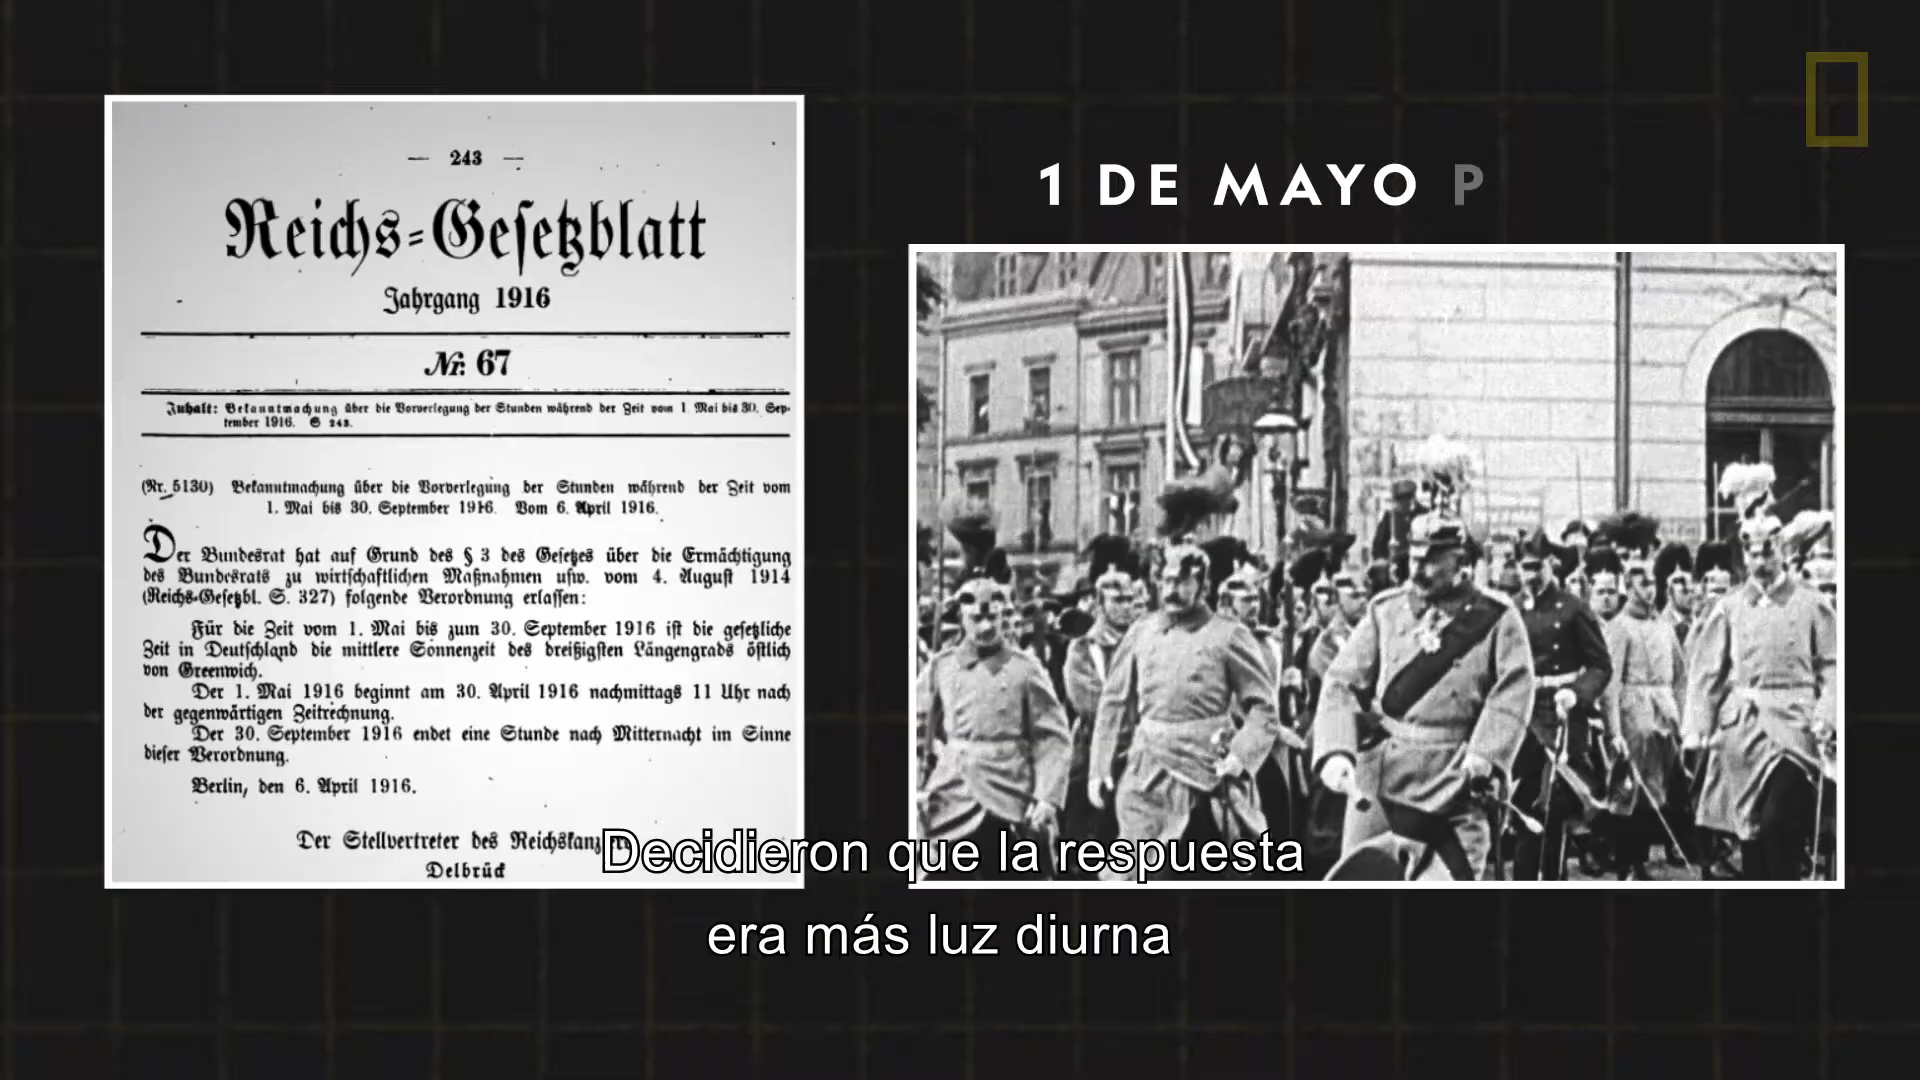 — 243 —
Reichs-Gesetzblatt
Jahrgang 1916
Nr. 67
Inhalt: Bekanntmachung über die Vorverlegung der Stunden während der Zeit vom 1. Mai bis 30. Sep-
tember 1916. S. 243.
(Nr. 5130) Bekanntmachung über die Vorverlegung der Stunden während der Zeit vom
1. Mai bis 30. September 1916. Vom 6. April 1916.
Der Bundesrat hat auf Grund des § 3 des Gesetzes über die Ermächtigung
des Bundesrats zu wirtschaftlichen Maßnahmen usw. vom 4. August 1914
(Reichs-Gesetzbl. S. 327) folgende Verordnung erlassen:
Für die Zeit vom 1. Mai bis zum 30. September 1916 ist die gesetzliche
Zeit in Deutschland die mittlere Sonnenzeit des dreißigsten Längengrads östlich
von Greenwich.
Der 1. Mai 1916 beginnt am 30. April 1916 nachmittags 11 Uhr nach
der gegenwärtigen Zeitrechnung.
Der 30. September 1916 endet eine Stunde nach Mitternacht im Sinne
dieser Verordnung.
Berlin, den 6. April 1916.
Der Stellvertreter des
Delbrück
1 DE MAYO P
Decidieron que la respuesta
era más luz diurna